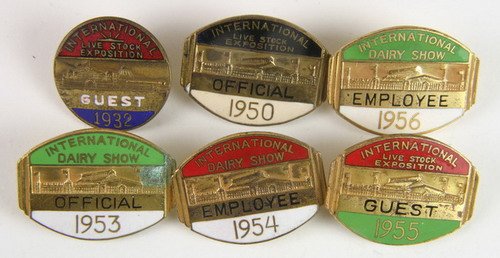 INTERNATIONAL
LIVE STOCK
EXPOSITION
GUEST
1939
INTERNATIONAL
LIVE STOCK
EXPOSITION
OFFICIAL
1950
INTERNATIONAL
DAIRY SHOW
EMPLOYEE
1956
INTERNATIONAL
DAIRY SHOW
OFFICIAL
1953
INTERNATIONAL
DAIRY SHOW
EMPLOYEE
1954
INTERNATIONAL
LIVE STOCK
EXPOSITION
GUEST
1955